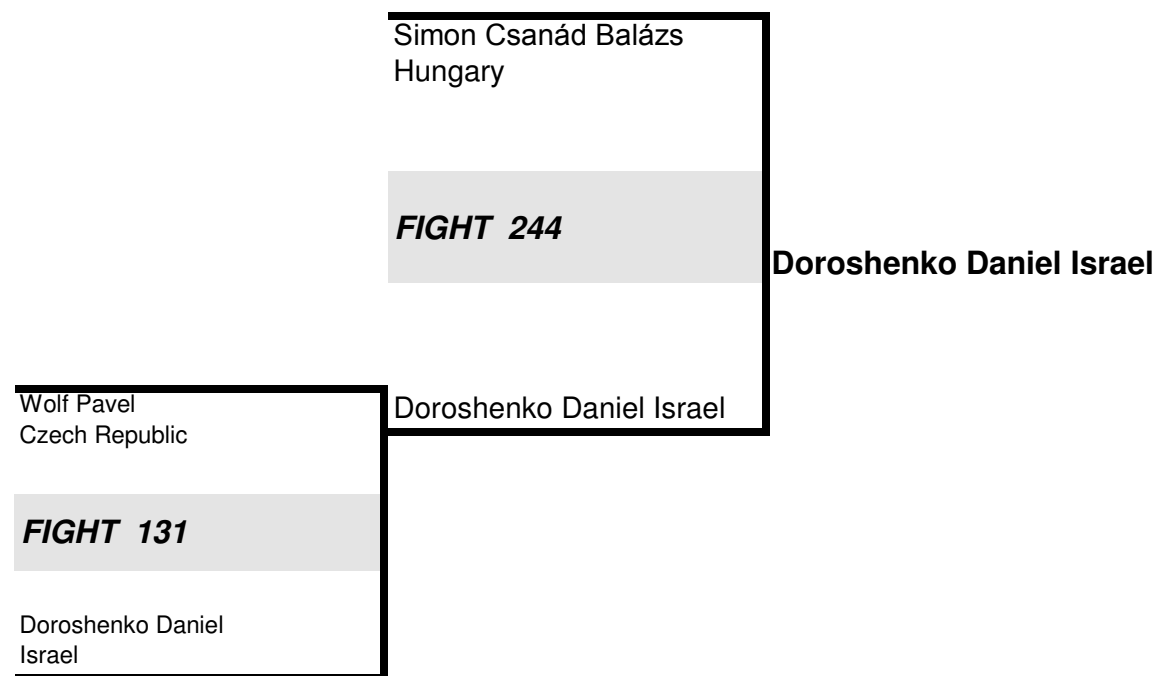 Simon Csanád Balázs
Hungary
FIGHT 244
Doroshenko Daniel Israel
Doroshenko Daniel Israel
Wolf Pavel
Czech Republic
FIGHT 131
Doroshenko Daniel
Israel